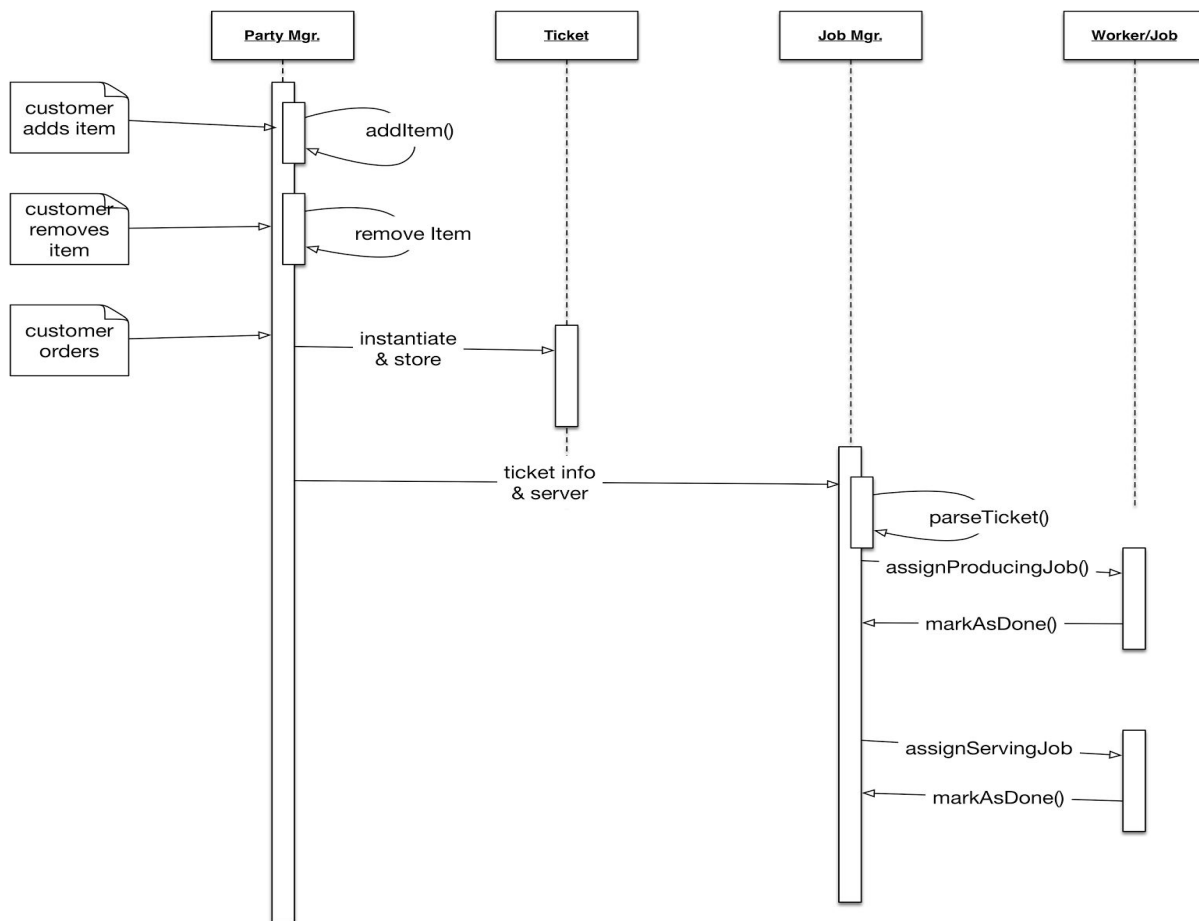 Party Mgr.
Ticket
Job Mgr.
Worker/Job
customer
adds item
addItem()
customer
removes
item
remove Item
customer
orders
instantiate
& store
ticket info
& server
parseTicket()
assignProducingJob()
markAsDone()
assignServingJob
markAsDone()